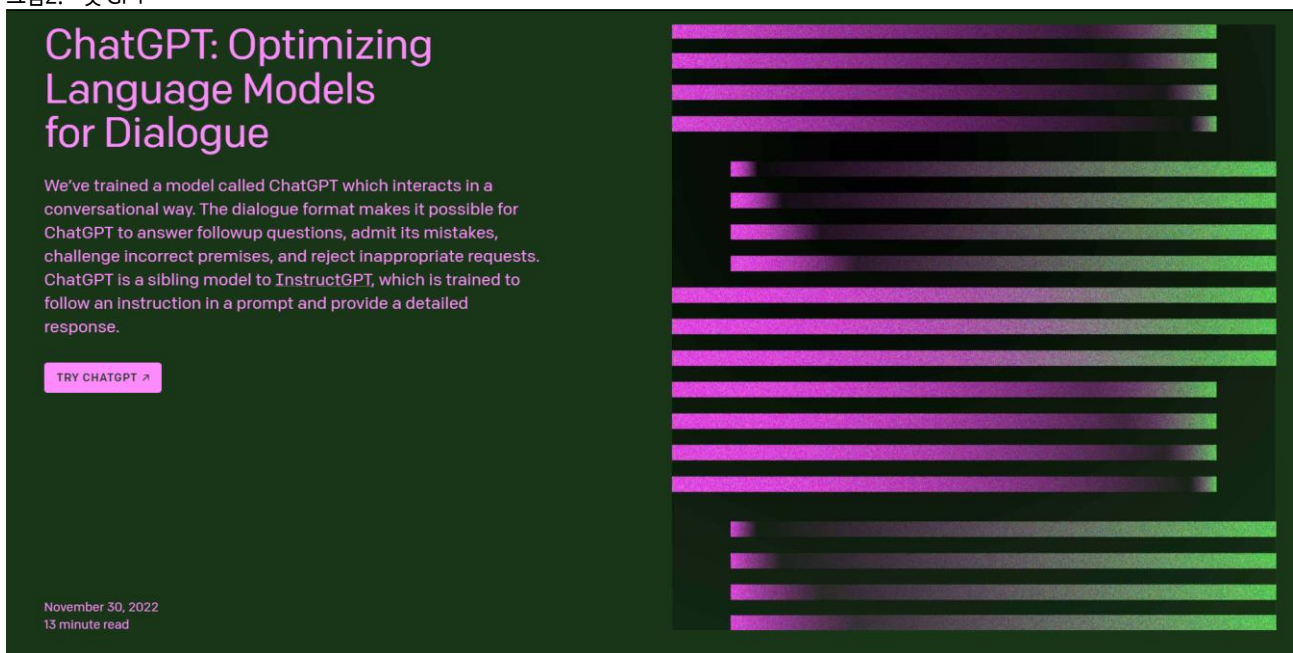 ChatGPT: Optimizing
Language Models
for Dialogue
We've trained a model called ChatGPT which interacts in a
conversational way. The dialogue format makes it possible for
ChatGPT to answer followup questions, admit its mistakes,
challenge incorrect premises, and reject inappropriate requests.
ChatGPT is a sibling model to InstructGPT, which is trained to
follow an instruction in a prompt and provide a detailed
response.
TRY CHATGPT ↗
November 30, 2022
13 minute read